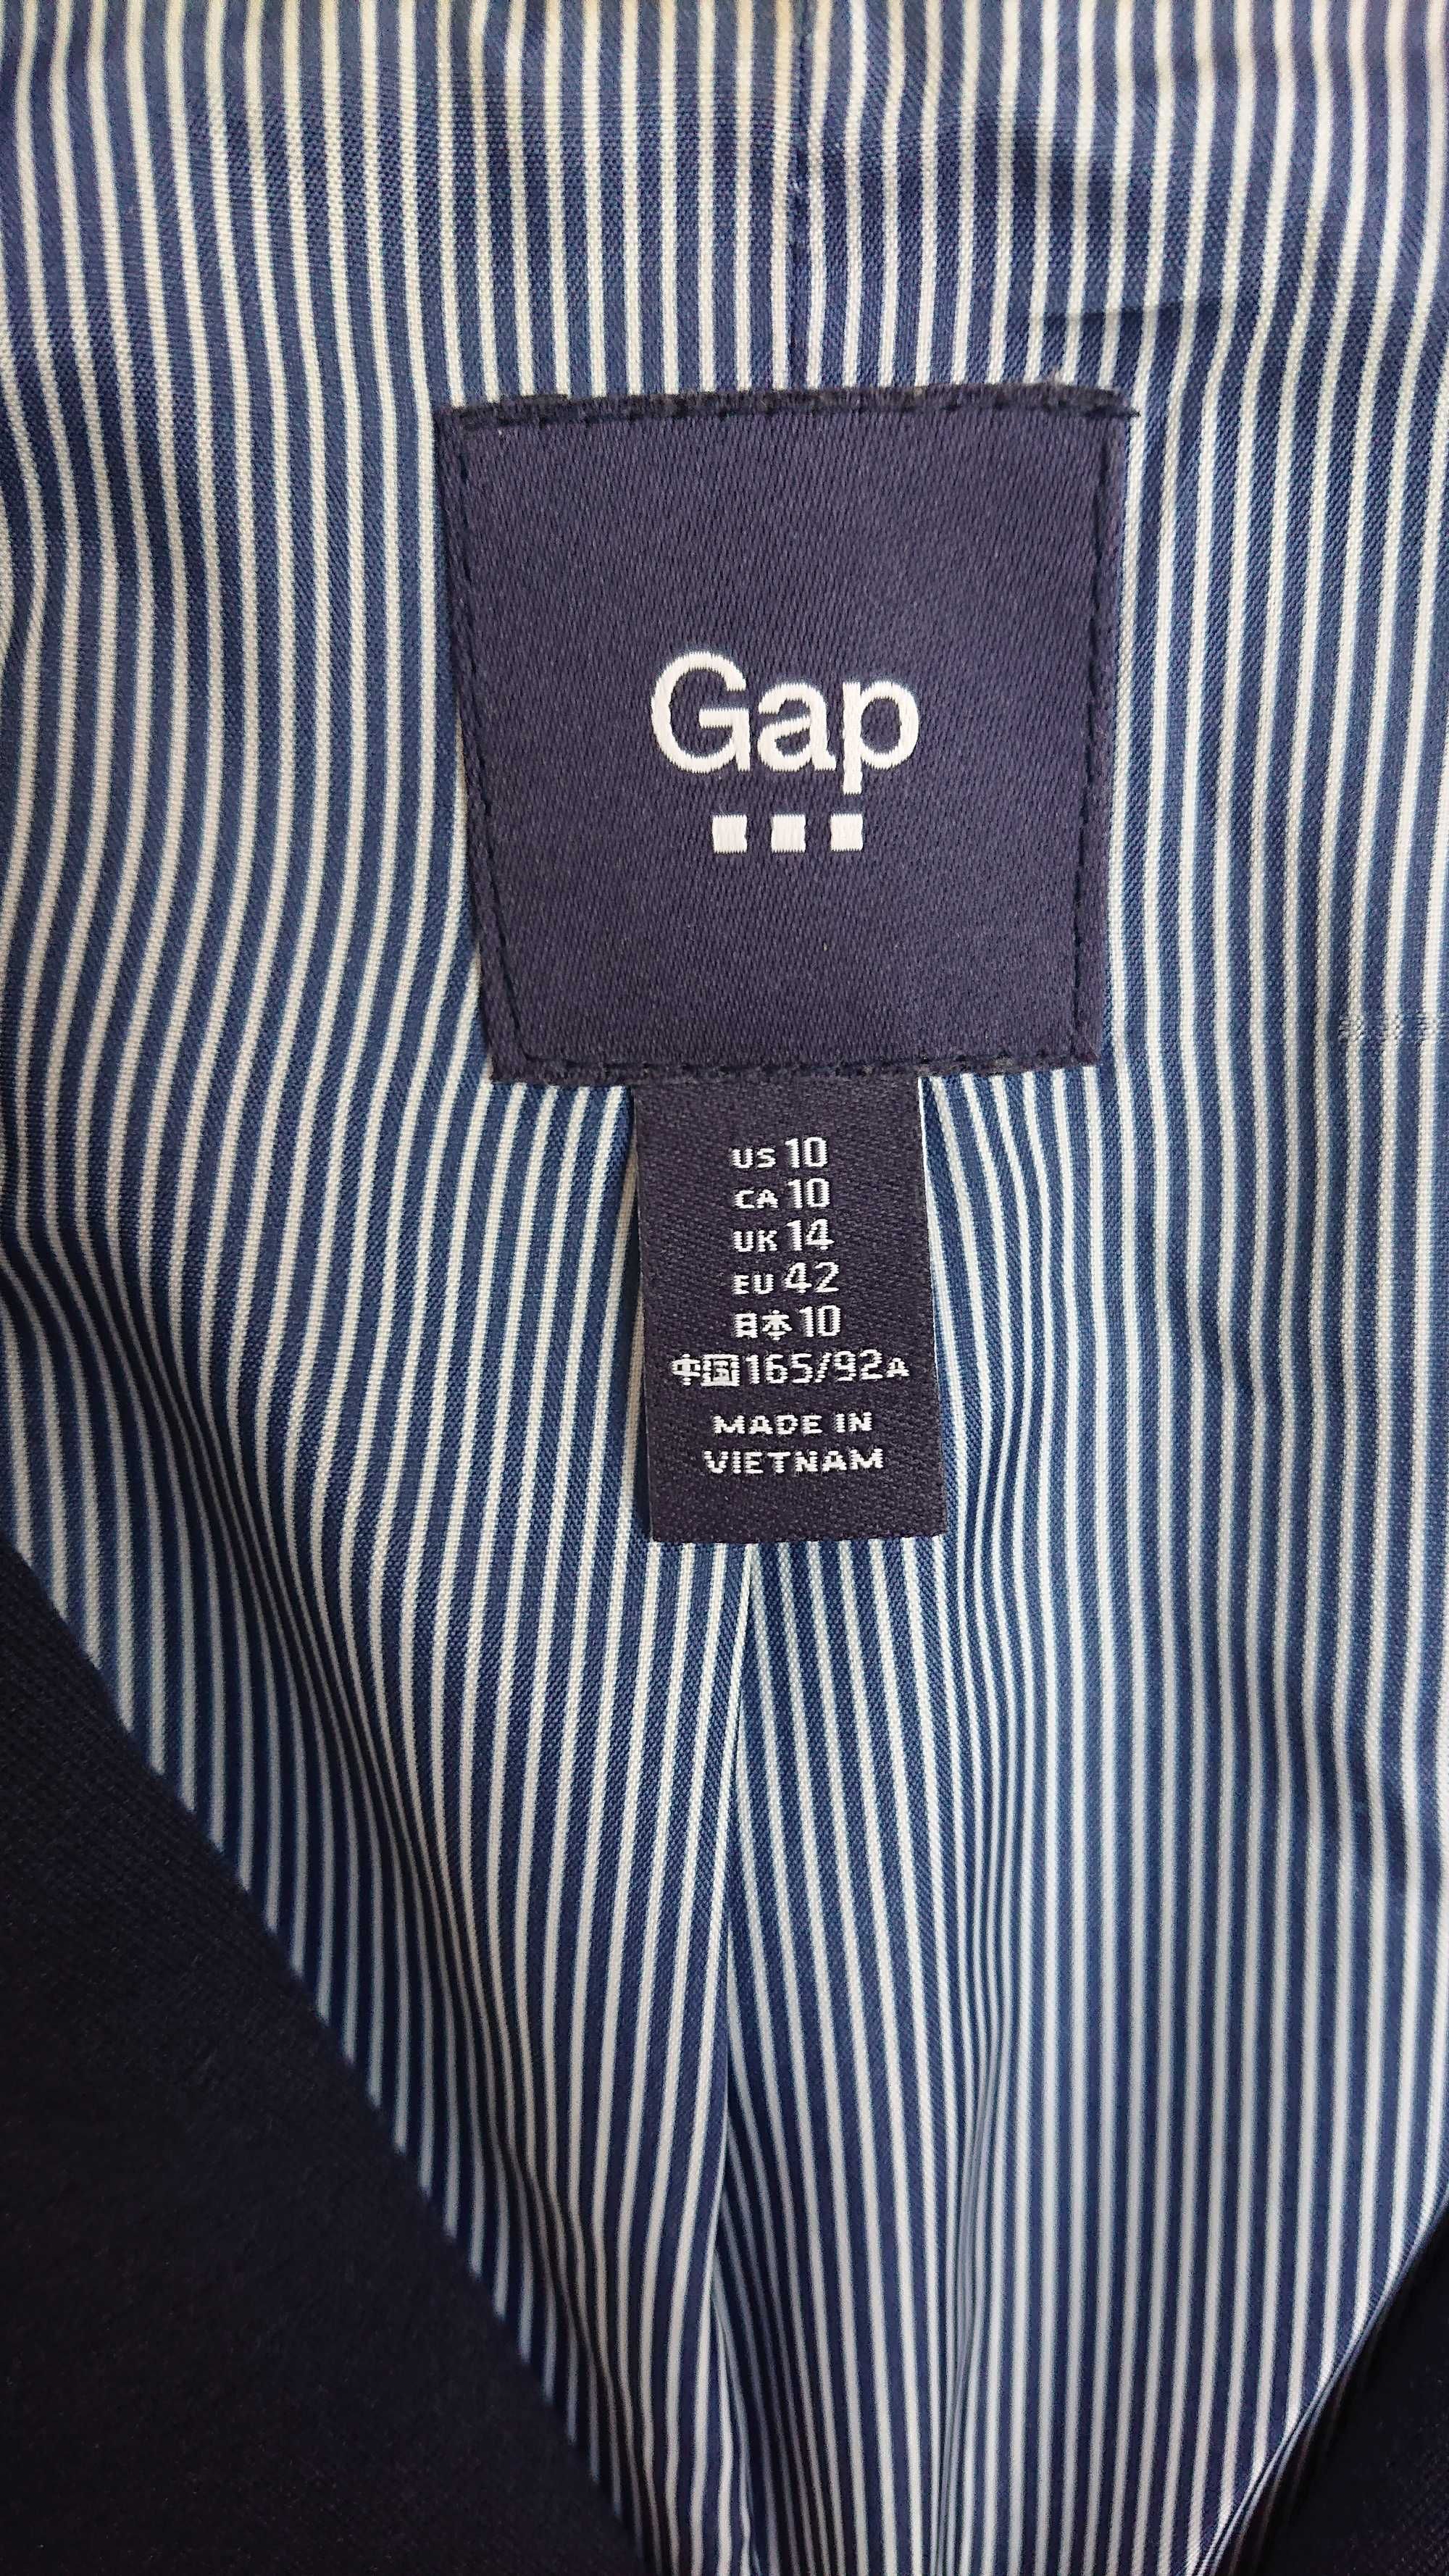 Gap
US 10
CA 10
UK 14
EU 42
日本 10
中国 165/92A
MADE IN
VIETNAM